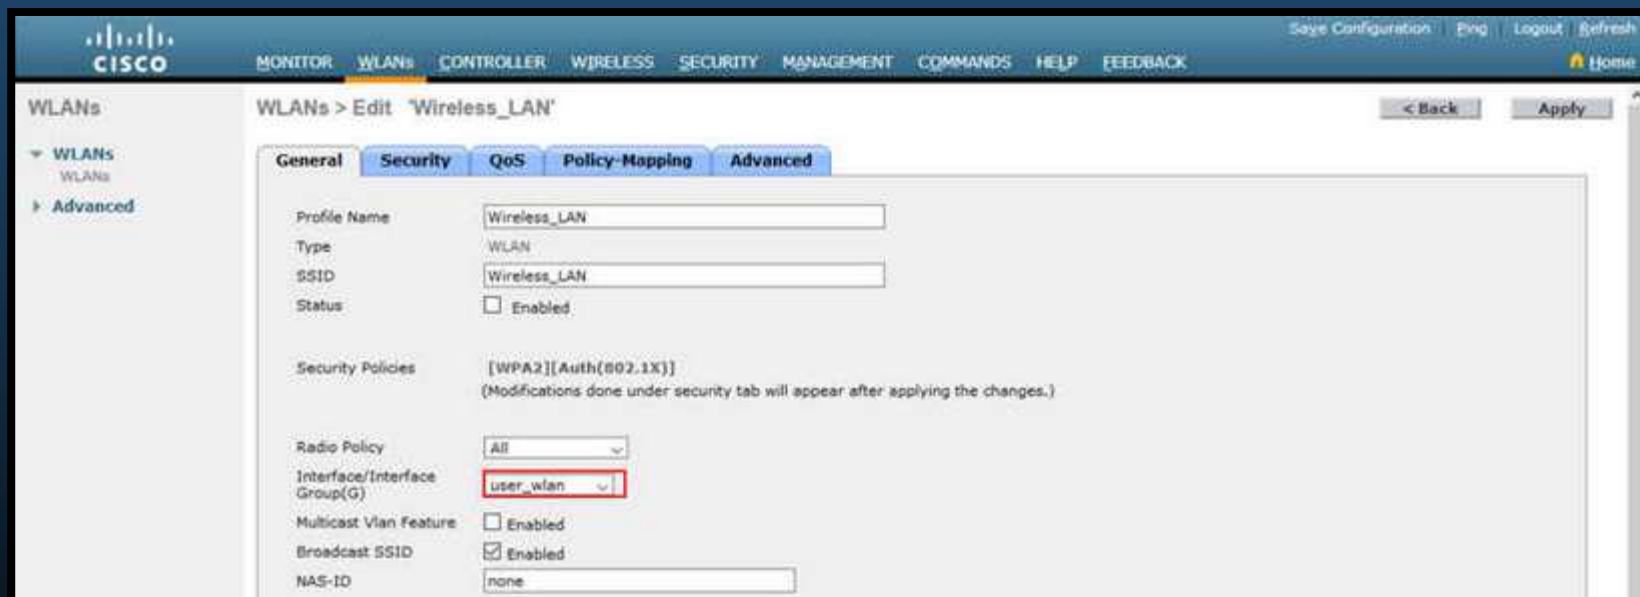 Save Configuration Ping Logout Refresh
CISCO MONITOR WLANs CONTROLLER WIRELESS SECURITY MANAGEMENT COMMANDS HELP FEEDBACK Home
WLANs WLANs > Edit 'Wireless_LAN' < Back Apply
WLANs
WLANs
Advanced
General Security QoS Policy-Mapping Advanced
Profile Name Wireless_LAN
Type WLAN
SSID Wireless_LAN
Status Enabled
Security Policies [WPA2][Auth(802.1X)]
(Modifications done under security tab will appear after applying the changes.)
Radio Policy All
Interface/Interface
Group(G) user_wlan
Multicast Vlan Feature Enabled
Broadcast SSID Enabled
NAS-ID none